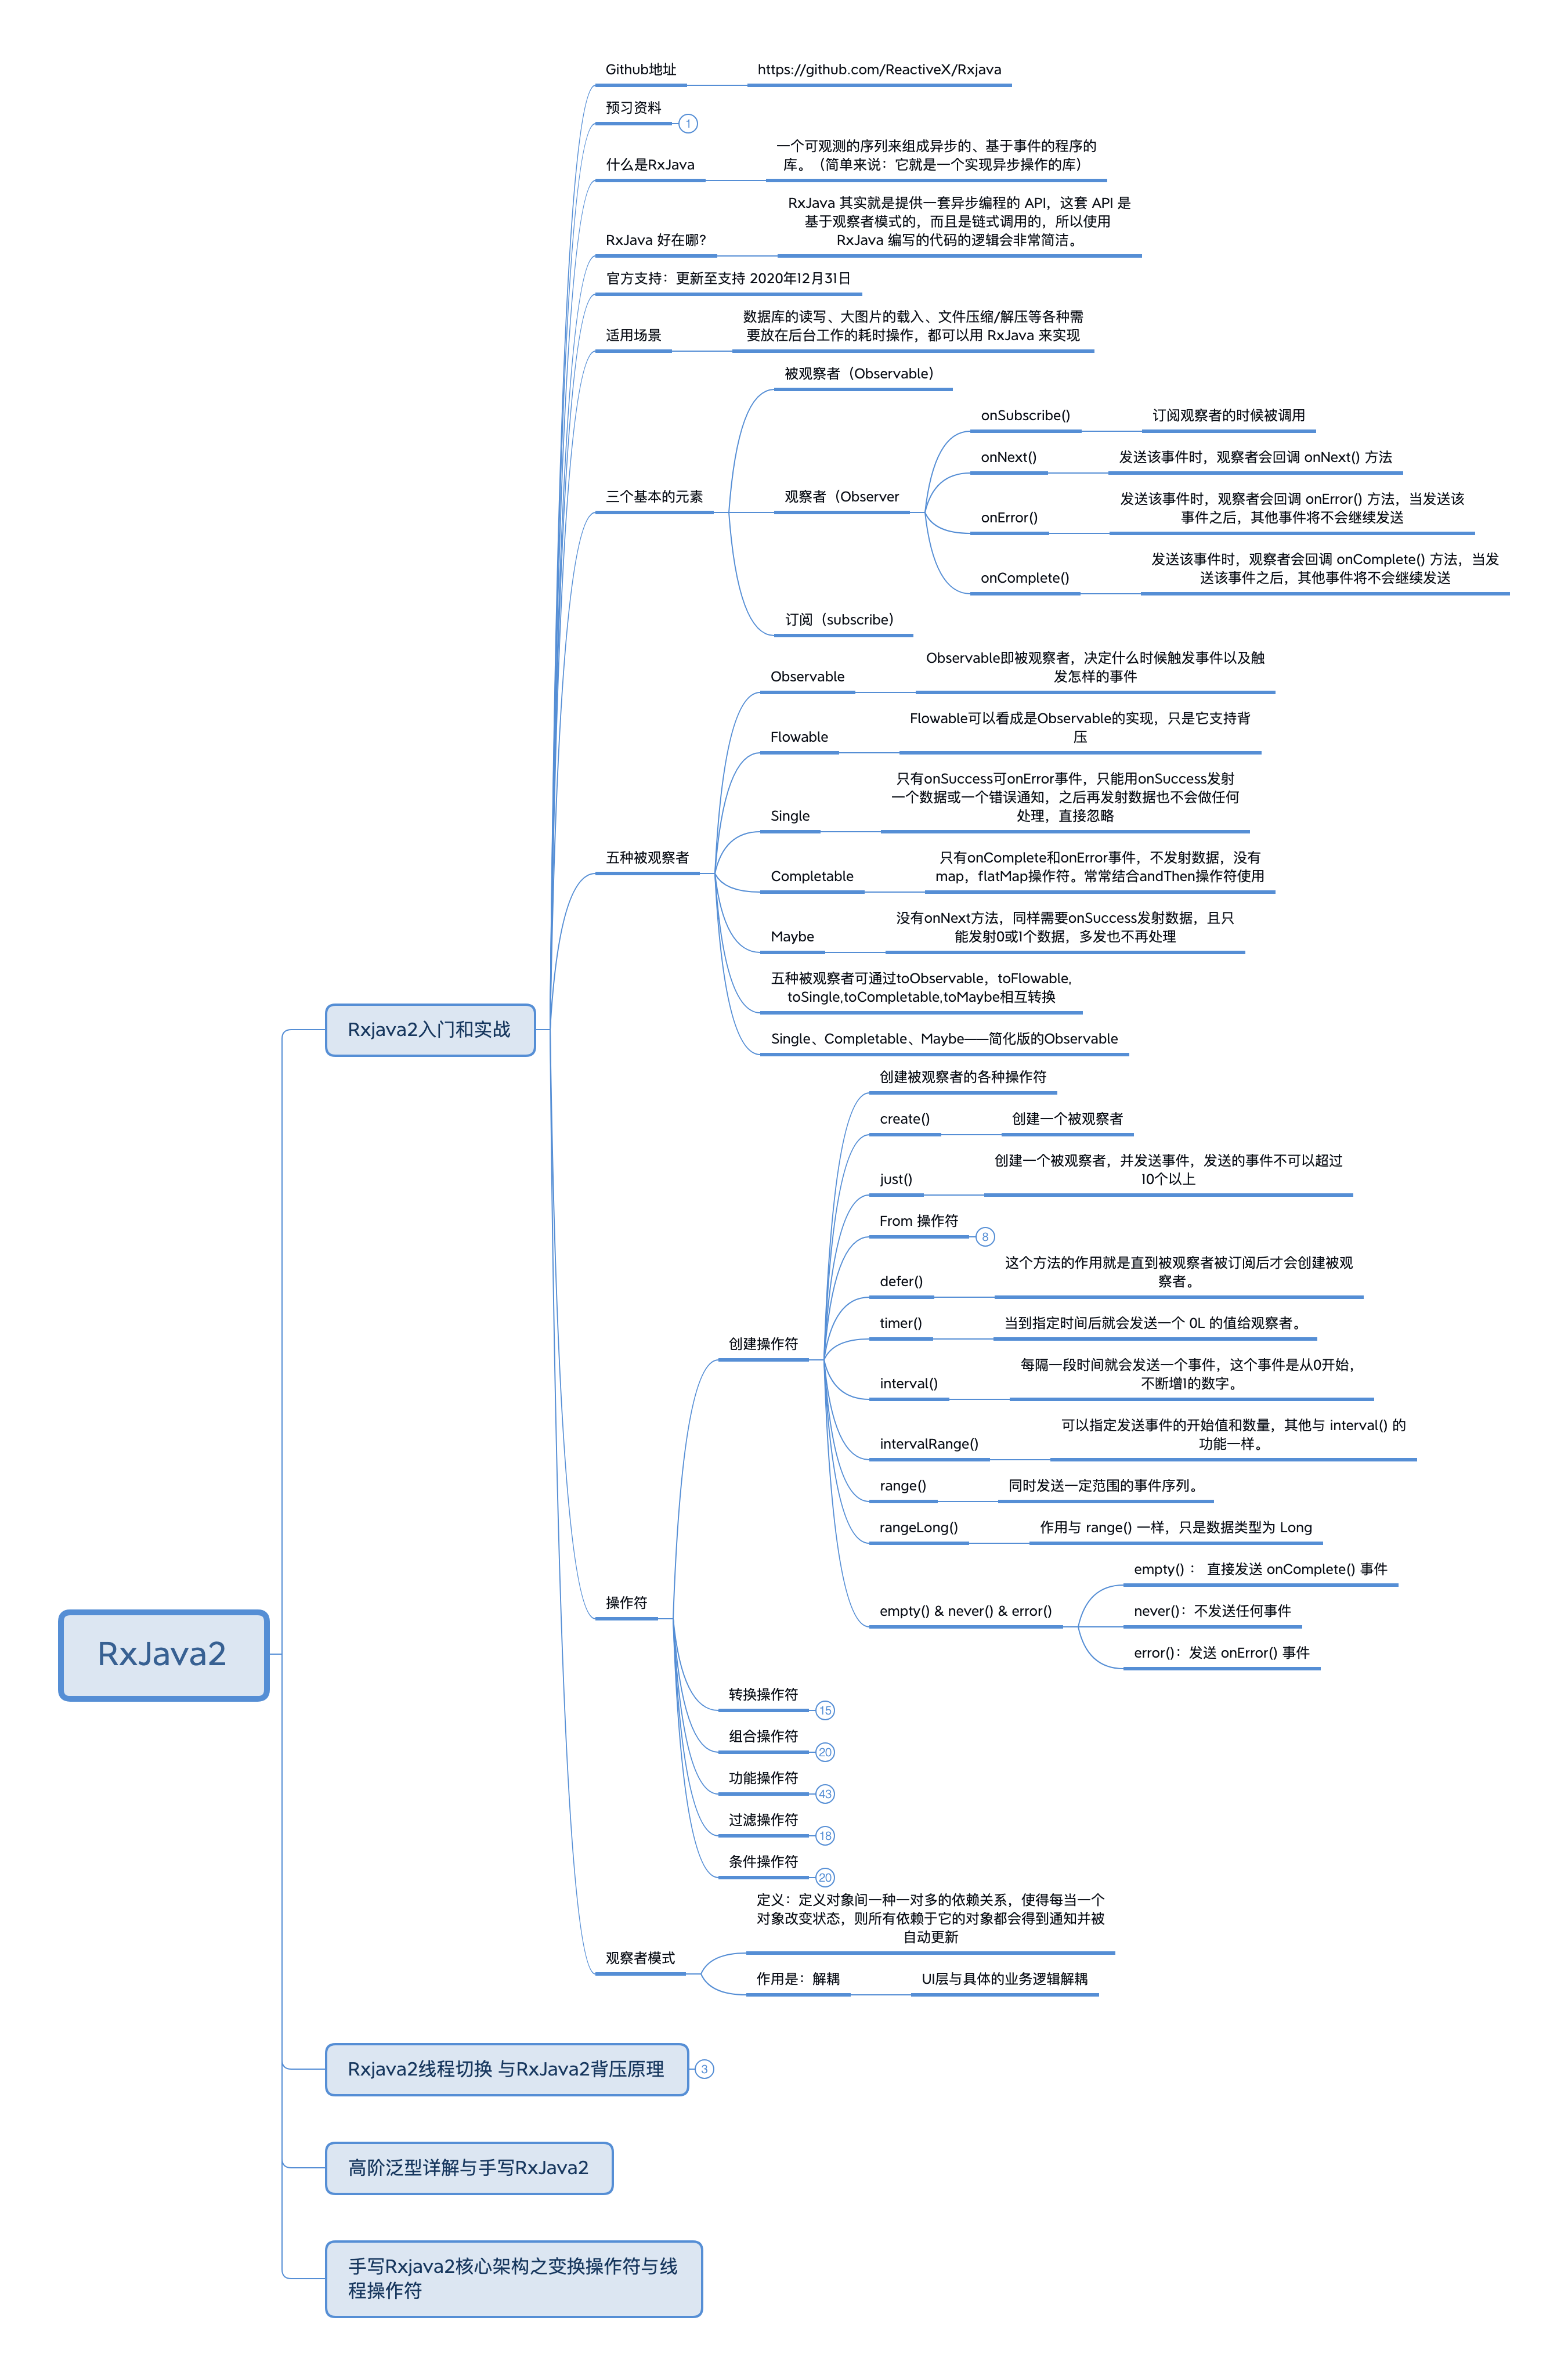 RxJava2
Rxjava2入门和实战
Github地址
https://github.com/ReactiveX/Rxjava
预习资料
1
什么是RxJava
一个可观测的序列来组成异步的、基于事件的程序的
库。（简单来说：它就是一个实现异步操作的库）
RxJava 好在哪?
RxJava 其实就是提供一套异步编程的 API，这套 API 是
基于观察者模式的，而且是链式调用的，所以使用
RxJava 编写的代码的逻辑会非常简洁。
官方支持：更新至支持 2020年12月31日
适用场景
数据库的读写、大图片的载入、文件压缩/解压等各种需
要放在后台工作的耗时操作，都可以用 RxJava 来实现
三个基本的元素
被观察者（Observable）
观察者（Observer
onSubscribe()
订阅观察者的时候被调用
onNext()
发送该事件时，观察者会回调 onNext() 方法
onError()
发送该事件时，观察者会回调 onError() 方法，当发送该
事件之后，其他事件将不会继续发送
onComplete()
发送该事件时，观察者会回调 onComplete() 方法，当发
送该事件之后，其他事件将不会继续发送
订阅（subscribe）
五种被观察者
Observable
Observable即被观察者，决定什么时候触发事件以及触
发怎样的事件
Flowable
Flowable可以看成是Observable的实现，只是它支持背
压
Single
只有onSuccess可onError事件，只能用onSuccess发射
一个数据或一个错误通知，之后再发射数据也不会做任何
处理，直接忽略
Completable
只有onComplete和onError事件，不发射数据，没有
map，flatMap操作符。常常结合andThen操作符使用
Maybe
没有onNext方法，同样需要onSuccess发射数据，且只
能发射0或1个数据，多发也不再处理
五种被观察者可通过toObservable，toFlowable,
toSingle,toCompletable,toMaybe相互转换
Single、Completable、Maybe——简化版的Observable
操作符
创建操作符
创建被观察者的各种操作符
create()
创建一个被观察者
just()
创建一个被观察者，并发送事件，发送的事件不可以超过
10个以上
From 操作符
8
defer()
这个方法的作用就是直到被观察者被订阅后才会创建被观
察者。
timer()
当到指定时间后就会发送一个 0L 的值给观察者。
interval()
每隔一段时间就会发送一个事件，这个事件是从0开始，
不断增1的数字。
intervalRange()
可以指定发送事件的开始值和数量，其他与 interval() 的
功能一样。
range()
同时发送一定范围的事件序列。
rangeLong()
作用与 range() 一样，只是数据类型为 Long
empty() & never() & error()
empty() ： 直接发送 onComplete() 事件
never()：不发送任何事件
error()：发送 onError() 事件
转换操作符
15
组合操作符
20
功能操作符
43
过滤操作符
18
条件操作符
20
观察者模式
定义：定义对象间一种一对多的依赖关系，使得每当一个
对象改变状态，则所有依赖于它的对象都会得到通知并被
自动更新
作用是：解耦
UI层与具体的业务逻辑解耦
Rxjava2线程切换 与RxJava2背压原理
3
高阶泛型详解与手写RxJava2
手写Rxjava2核心架构之变换操作符与线
程操作符